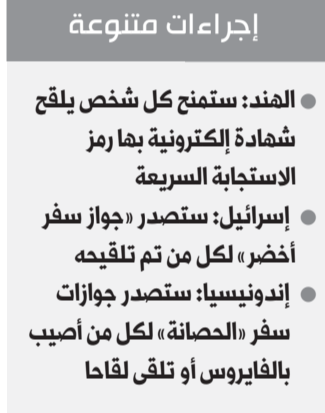 إجراءات متنوعة
● الهند: ستمنح كل شخص يلقح
شهادة إلكترونية بها رمز
الاستجابة السريعة
● إسرائيل: ستصدر «جواز سفر
أخضر» لكل من تم تلقيحه
● إندونيسيا: ستصدر جوازات
سفر «الحصانة» لكل من أصيب
بالفايروس أو تلقى لقاحا